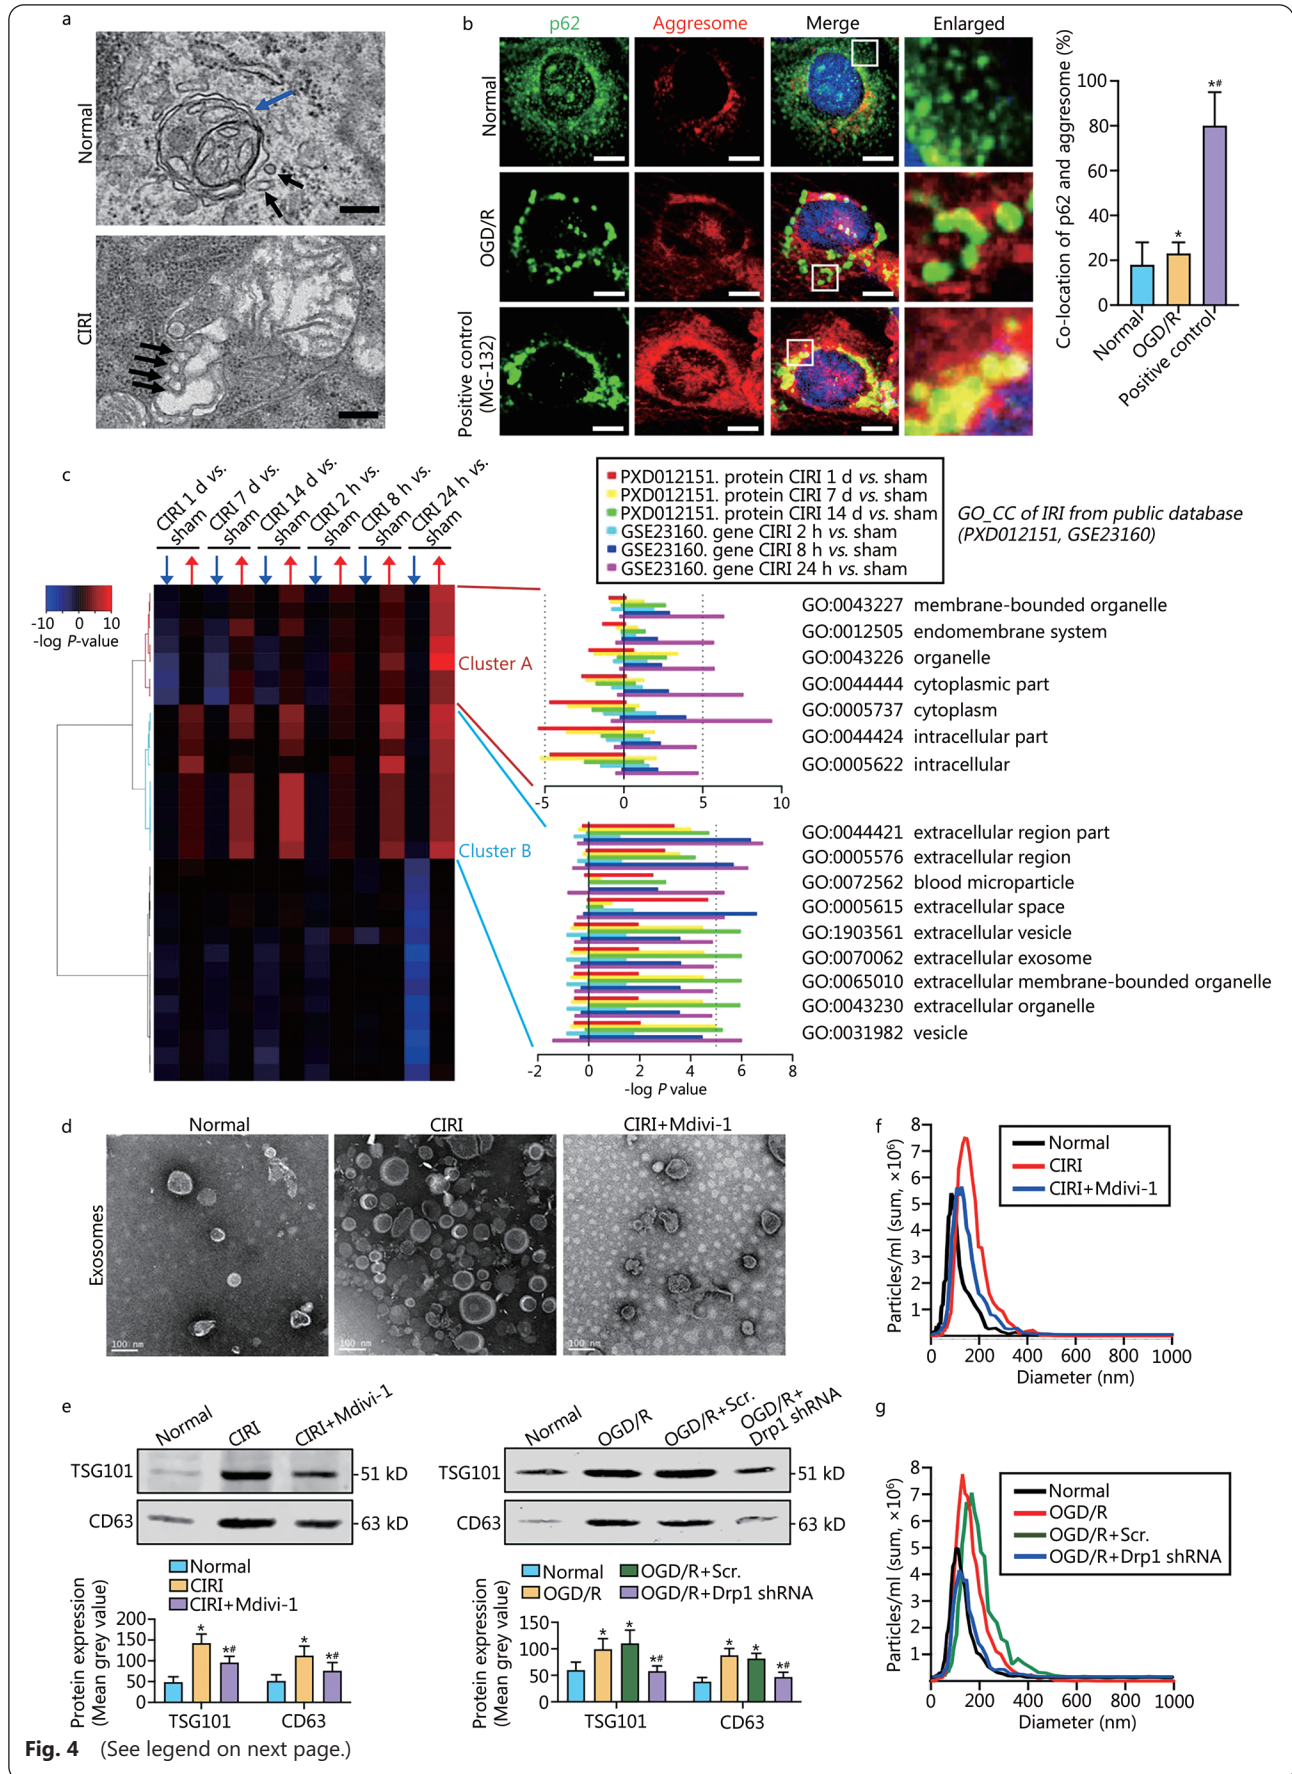 a
Normal
CIRI
b
p62 Aggresome Merge Enlarged
Normal
OGD/R
Positive control
(MG-132)
Co-location of p62 and aggresome (%)
100
80
60
40
20
0
*
*#
Normal
OGD/R
Positive control
c
CIRI 1 d vs. sham
CIRI 7 d vs. sham
CIRI 14 d vs. sham
CIRI 2 h vs. sham
CIRI 8 h vs. sham
CIRI 24 h vs. sham
-10 0 10
-log P-value
Cluster A
Cluster B
PXD012151. protein CIRI 1 d vs. sham
PXD012151. protein CIRI 7 d vs. sham
PXD012151. protein CIRI 14 d vs. sham
GSE23160. gene CIRI 2 h vs. sham
GSE23160. gene CIRI 8 h vs. sham
GSE23160. gene CIRI 24 h vs. sham
GO_CC of IRI from public database
(PXD012151, GSE23160)
GO:0043227 membrane-bounded organelle
GO:0012505 endomembrane system
GO:0043226 organelle
GO:0044444 cytoplasmic part
GO:0005737 cytoplasm
GO:0044424 intracellular part
GO:0005622 intracellular
-5 0 5 10
GO:0044421 extracellular region part
GO:0005576 extracellular region
GO:0072562 blood microparticle
GO:0005615 extracellular space
GO:1903561 extracellular vesicle
GO:0070062 extracellular exosome
GO:0065010 extracellular membrane-bounded organelle
GO:0043230 extracellular organelle
GO:0031982 vesicle
-2 0 2 4 6 8
-log P value
d
Normal CIRI CIRI+Mdivi-1
Exosomes
100 nm 100 nm 100 nm
f
Particles/ml (sum, ×10⁶)
8
7
6
5
4
3
2
1
Normal
CIRI
CIRI+Mdivi-1
0 200 400 600 800 1000
Diameter (nm)
e
Normal CIRI CIRI+Mdivi-1
TSG101 51 kD
CD63 63 kD
Normal
CIRI
CIRI+Mdivi-1
Protein expression
(Mean grey value)
200
150
100
50
0
* *# * *#
TSG101 CD63
Normal OGD/R OGD/R+Scr. OGD/R+ Drp1 shRNA
TSG101 51 kD
CD63 63 kD
Normal OGD/R+Scr.
OGD/R OGD/R+Drp1 shRNA
Protein expression
(Mean grey value)
150
100
50
0
* * *# * * *#
TSG101 CD63
g
Particles/ml (sum, ×10⁶)
8
7
6
5
4
3
2
1
Normal
OGD/R
OGD/R+Scr.
OGD/R+Drp1 shRNA
0 200 400 600 800 1000
Diameter (nm)
Fig. 4 (See legend on next page.)